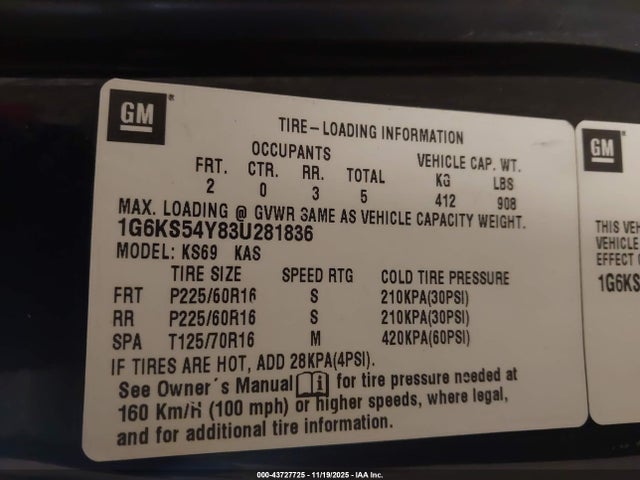 GM
TIRE-LOADING INFORMATION
OCCUPANTS VEHICLE CAP. WT.
FRT. CTR. RR. TOTAL KG LBS
2 0 3 5 412 908
MAX. LOADING @ GVWR SAME AS VEHICLE CAPACITY WEIGHT.
1G6KS54Y83U281836
MODEL: KS69 KAS
TIRE SIZE SPEED RTG COLD TIRE PRESSURE
FRT P225/60R16 S 210KPA(30PSI)
RR P225/60R16 S 210KPA(30PSI)
SPA T125/70R16 M 420KPA(60PSI)
IF TIRES ARE HOT, ADD 28KPA(4PSI).
See Owner´s Manual for tire pressure needed at
160 Km/H (100 mph) or higher speeds, where legal,
and for additional tire information.
GM
THIS VEH
VEHICLE
EFFECT O
1G6KS
000-43727725 - 11/19/2025 - IAA Inc.